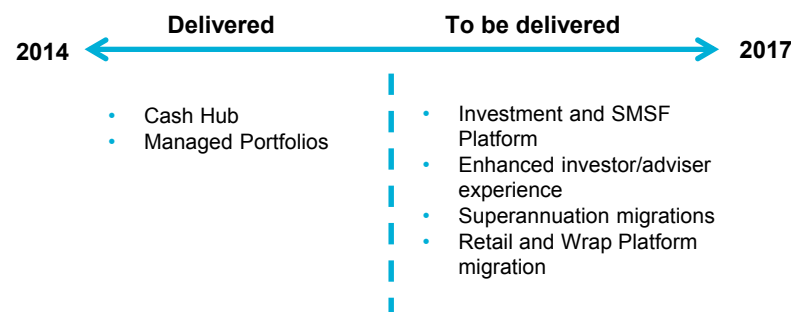 Delivered To be delivered
2014 2017
• Cash Hub
• Managed Portfolios
• Investment and SMSF
Platform
• Enhanced investor/adviser
experience
• Superannuation migrations
• Retail and Wrap Platform
migration